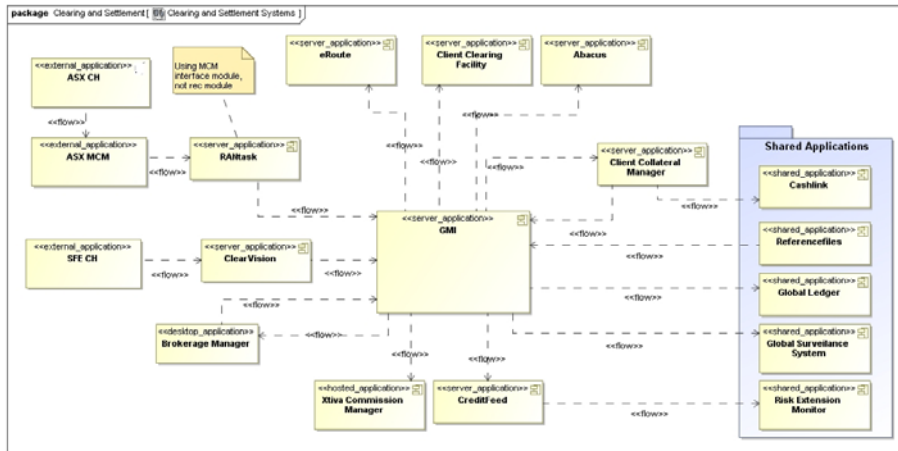 package Clearing and Settlement [ Clearing and Settlement Systems ]
<<external_application>>
ASX CH
Using MCM
interface module,
not rec module
<<server_application>>
eRoute
<<server_application>>
Client Clearing
Facility
<<server_application>>
Abacus
<<flow>>
<<external_application>>
ASX MCM
<<flow>>
<<server_application>>
RANtask
<<flow>>
<<flow>>
<<flow>>
<<flow>>
<<flow>>
<<server_application>>
Client Collateral
Manager
<<flow>>
<<flow>>
Shared Applications
<<shared_application>>
Cashlink
<<server_application>>
GMI
<<shared_application>>
Referencefiles
<<flow>>
<<external_application>>
SFE CH
<<flow>>
<<server_application>>
ClearVision
<<flow>>
<<shared_application>>
Global Ledger
<<flow>>
<<flow>>
<<desktop_application>>
Brokerage Manager
<<flow>>
<<shared_application>>
Global Surveilance
System
<<flow>>
<<flow>>
<<flow>>
<<hosted_application>>
Xtiva Commission
Manager
<<server_application>>
CreditFeed
<<flow>>
<<shared_application>>
Risk Extension
Monitor